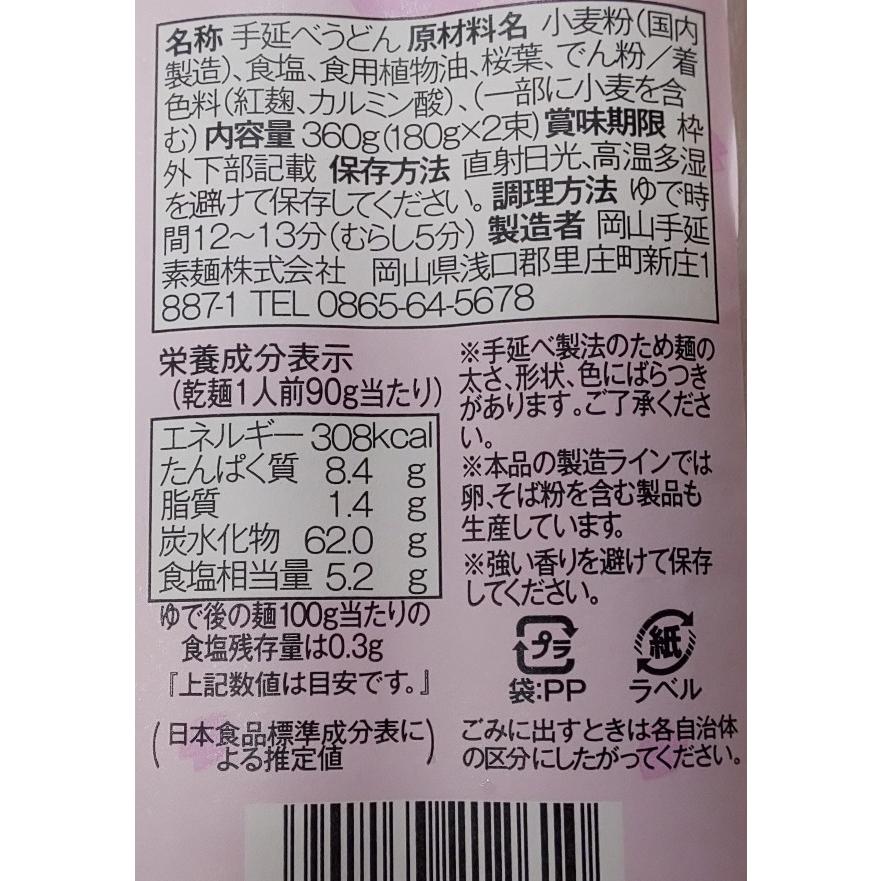 名称 手延べうどん 原材料名 小麦粉(国内
製造)、食塩、食用植物油、桜葉、でん粉／着
色料(紅麹、カルミン酸)、(一部に小麦を含
む) 内容量 360g(180g×2束) 賞味期限 枠
外下部記載 保存方法 直射日光、高温多湿
を避けて保存してください。 調理方法 ゆで時
間12～13分(むらし5分) 製造者 岡山手延
素麺株式会社 岡山県浅口郡里庄町新庄1
887-1 TEL 0865-64-5678
栄養成分表示
(乾麺1人前90g当たり)
エネルギー 308kcal
たんぱく質 8.4 g
脂質 1.4 g
炭水化物 62.0 g
食塩相当量 5.2 g
ゆで後の麺100g当たりの
食塩残存量は0.3g
『上記数値は目安です。』
(日本食品標準成分表に
よる推定値)
※手延べ製法のため麺の
太さ、形状、色にばらつき
があります。ご了承くださ
い。
※本品の製造ラインでは
卵、そば粉を含む製品も
生産しています。
※強い香りを避けて保存
してください。
プラ 紙
袋:PP ラベル
ごみに出すときは各自治体
の区分にしたがってください。